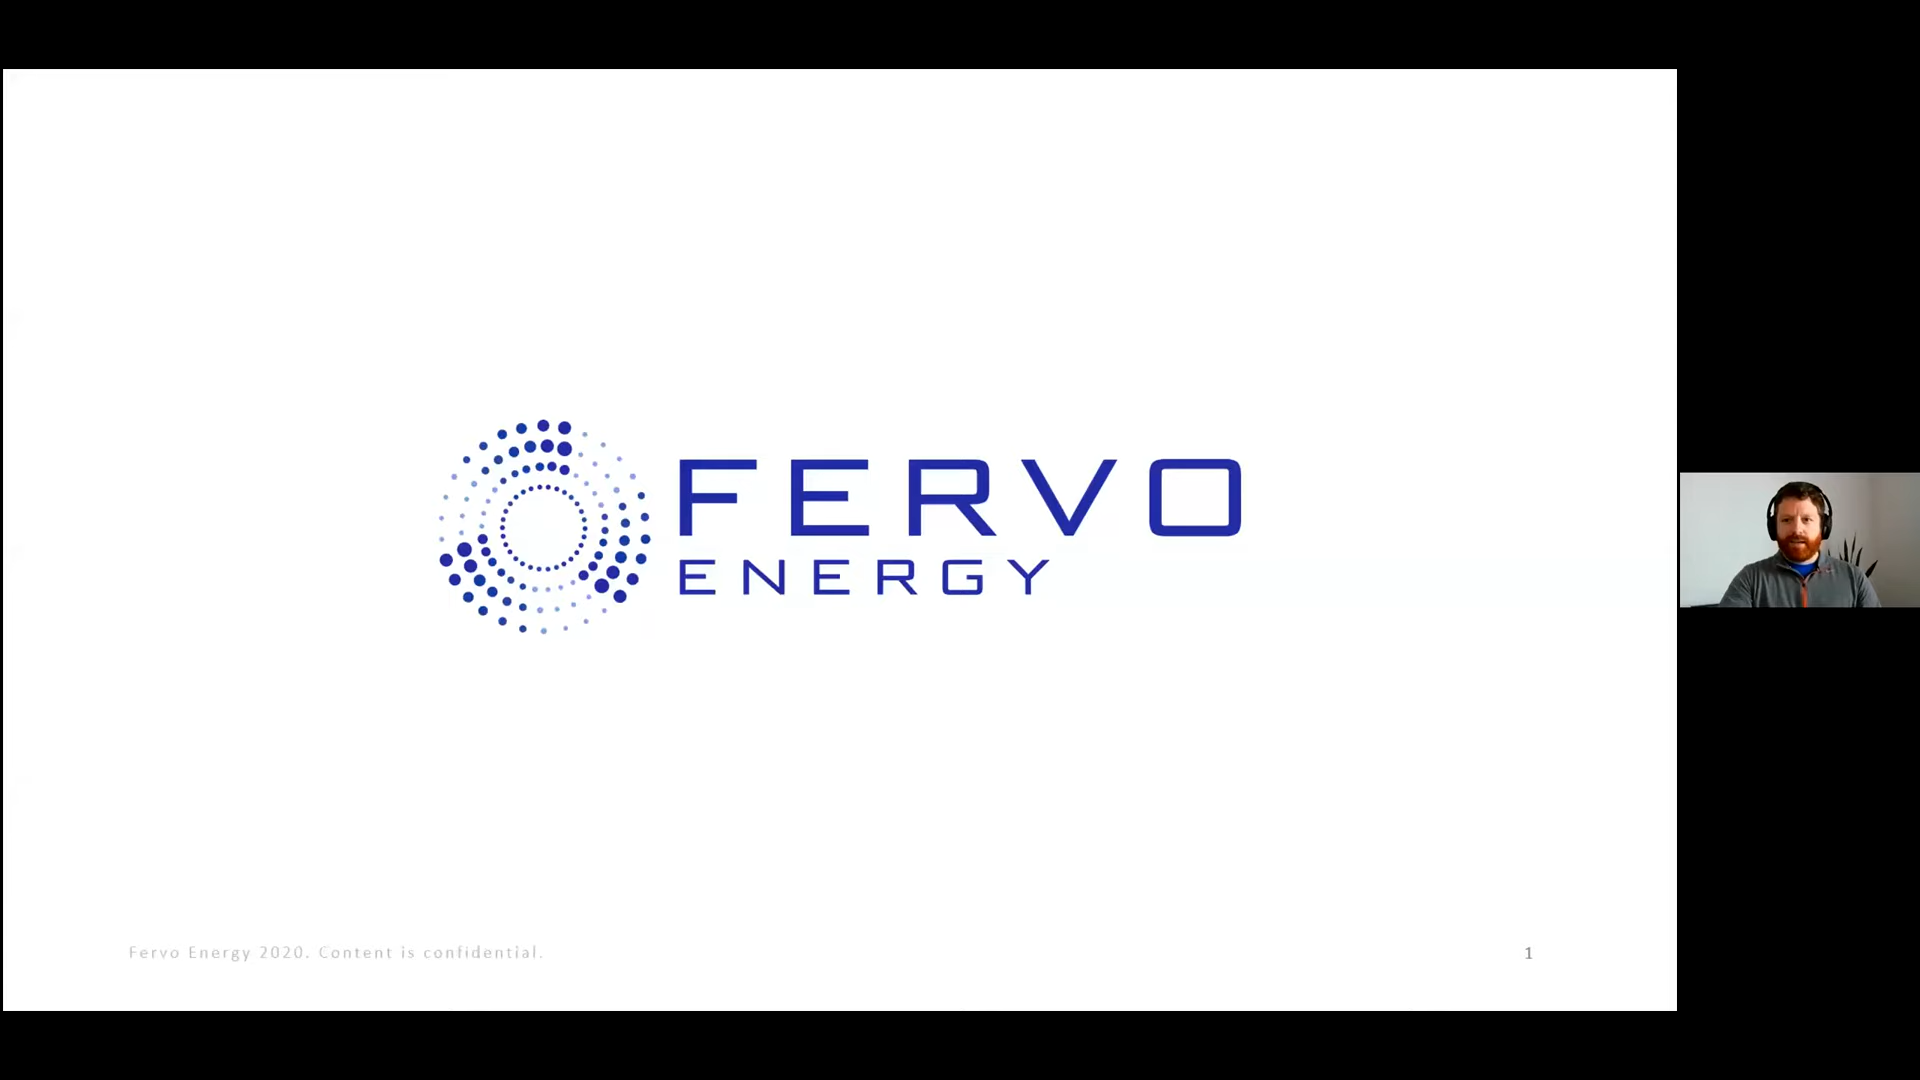 FERVO
ENERGY
Fervo Energy 2020. Content is confidential.
1